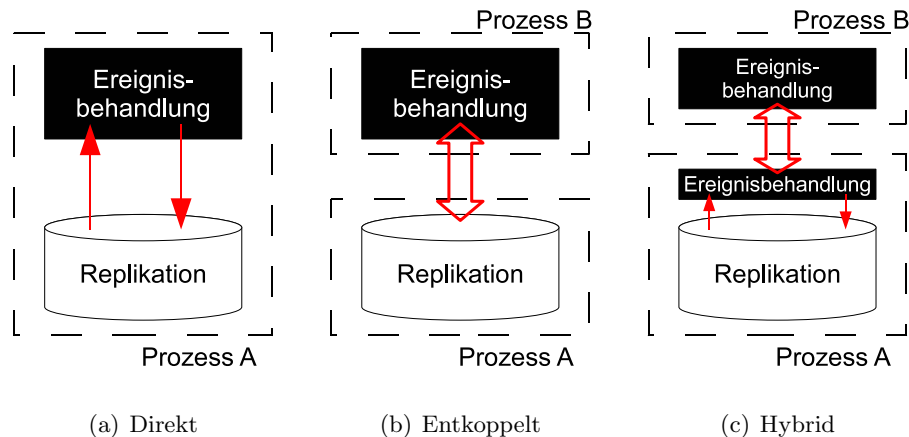 Ereignis-
behandlung
Replikation
Prozess A
(a) Direkt
Prozess B
Ereignis-
behandlung
Replikation
Prozess A
(b) Entkoppelt
Prozess B
Ereignis-
behandlung
Ereignisbehandlung
Replikation
Prozess A
(c) Hybrid